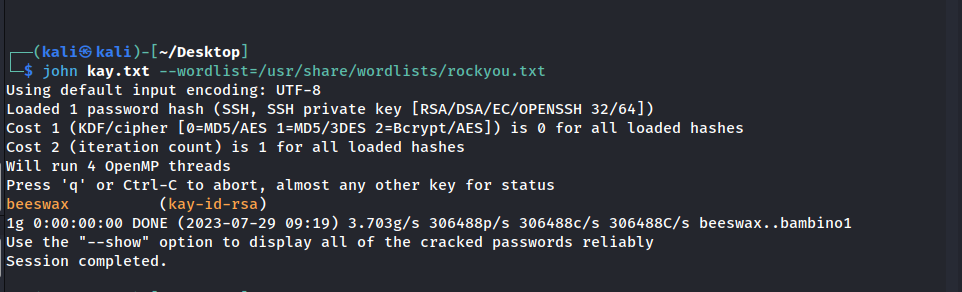 (kali㉿kali)-[~/Desktop]
$ john kay.txt --wordlist=/usr/share/wordlists/rockyou.txt
Using default input encoding: UTF-8
Loaded 1 password hash (SSH, SSH private key [RSA/DSA/EC/OPENSSH 32/64])
Cost 1 (KDF/cipher [0=MD5/AES 1=MD5/3DES 2=Bcrypt/AES]) is 0 for all loaded hashes
Cost 2 (iteration count) is 1 for all loaded hashes
Will run 4 OpenMP threads
Press 'q' or Ctrl-C to abort, almost any other key for status
beeswax          (kay-id-rsa)
1g 0:00:00:00 DONE (2023-07-29 09:19) 3.703g/s 306488p/s 306488c/s 306488C/s beeswax..bambino1
Use the "--show" option to display all of the cracked passwords reliably
Session completed.